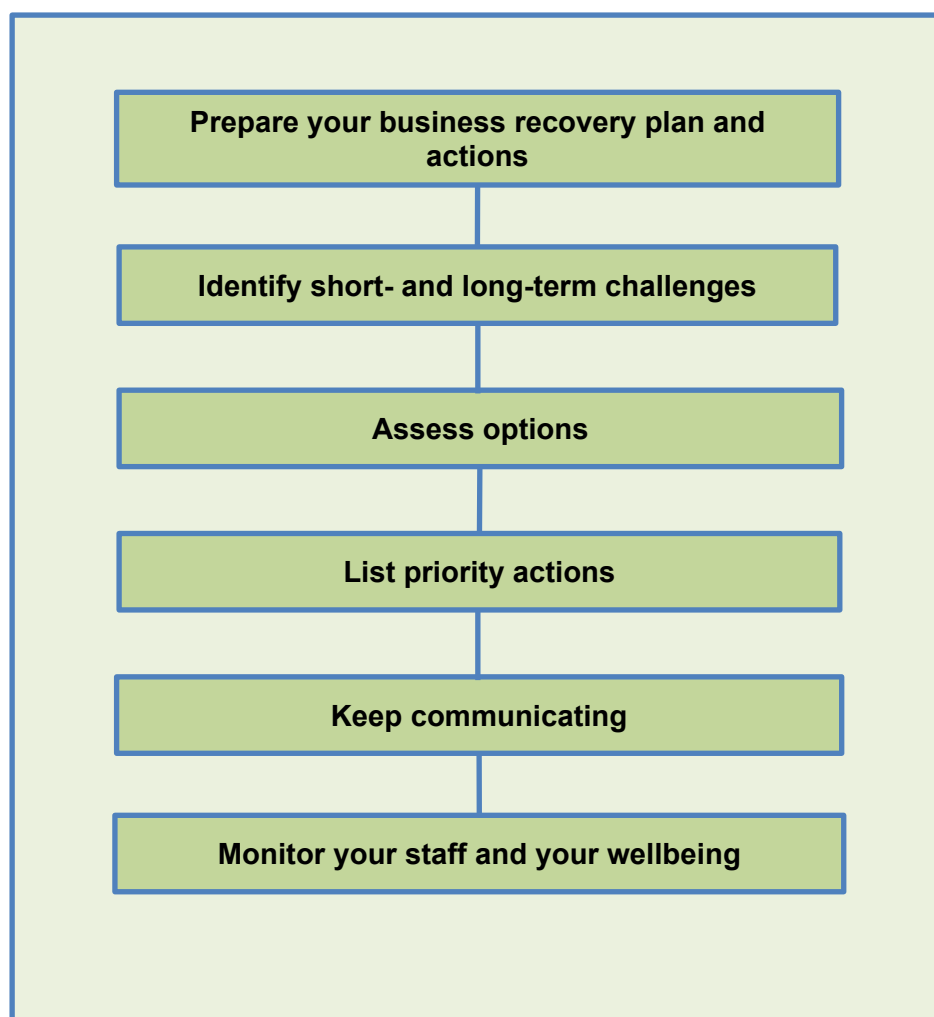 Prepare your business recovery plan and
actions
Identify short- and long-term challenges
Assess options
List priority actions
Keep communicating
Monitor your staff and your wellbeing